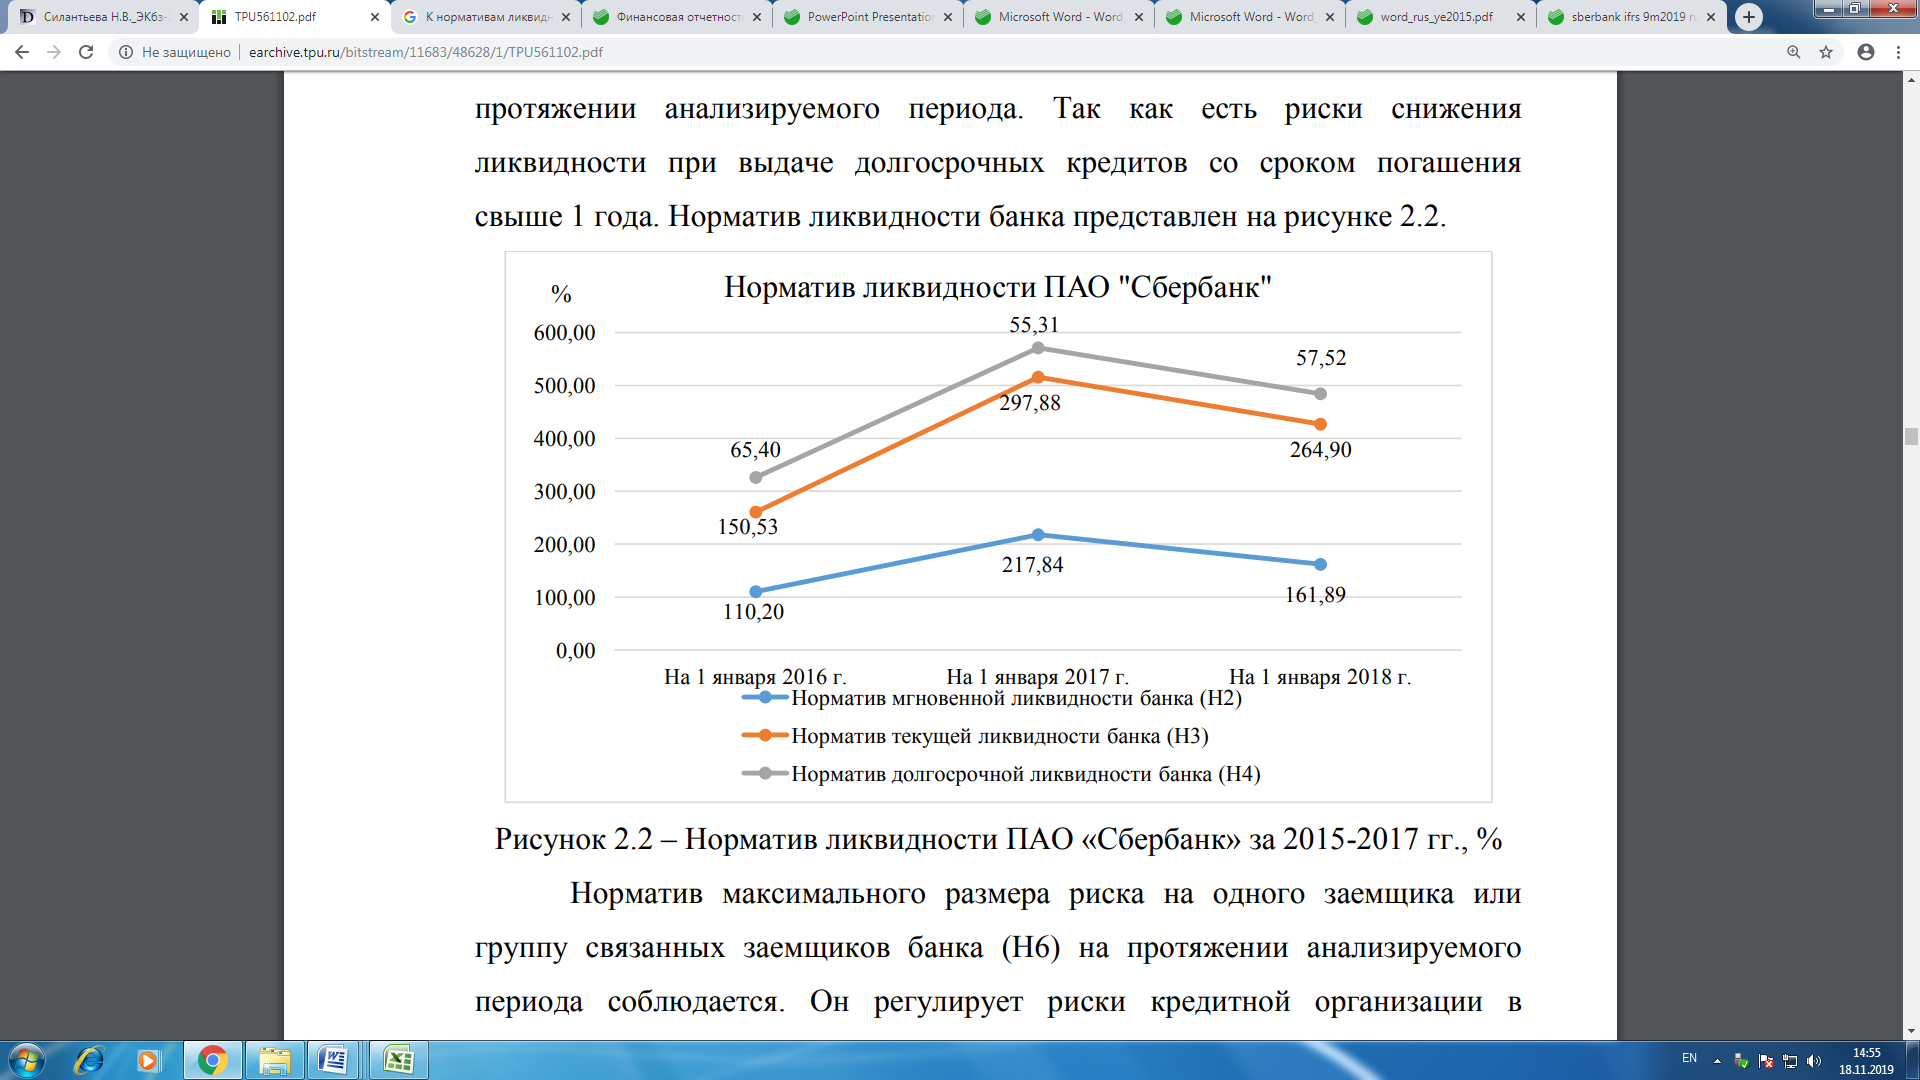 Силантьева Н.В._ЭКбз-
TPU561102.pdf
К нормативам ликвидн
Финансовая отчетност
PowerPoint Presentatio
Microsoft Word - Word_
Microsoft Word - Word_
word_rus_ye2015.pdf
sberbank ifrs 9m2019 ru
Не защищено
earchive.tpu.ru/bitstream/11683/48628/1/TPU561102.pdf
протяжении анализируемого периода. Так как есть риски снижения
ликвидности при выдаче долгосрочных кредитов со сроком погашения
свыше 1 года. Норматив ликвидности банка представлен на рисунке 2.2.
Норматив ликвидности ПАО "Сбербанк"
%
600,00
500,00
400,00
300,00
200,00
100,00
0,00
55,31
57,52
297,88
65,40
264,90
150,53
217,84
161,89
110,20
На 1 января 2016 г.
На 1 января 2017 г.
На 1 января 2018 г.
Норматив мгновенной ликвидности банка (Н2)
Норматив текущей ликвидности банка (Н3)
Норматив долгосрочной ликвидности банка (Н4)
Рисунок 2.2 – Норматив ликвидности ПАО «Сбербанк» за 2015-2017 гг., %
Норматив максимального размера риска на одного заемщика или
группу связанных заемщиков банка (Н6) на протяжении анализируемого
периода соблюдается. Он регулирует риски кредитной организации в
EN
14:55
18.11.2019